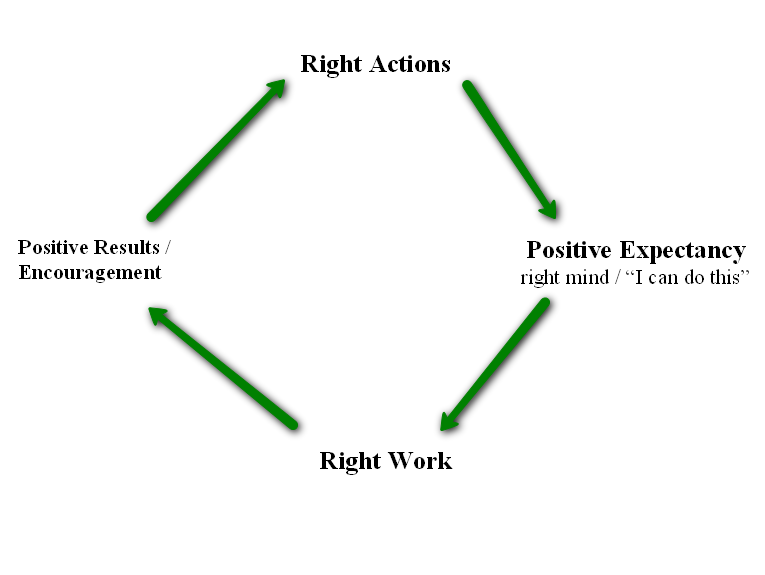 Right Actions
Positive Results /
Encouragement
Positive Expectancy
right mind / “I can do this”
Right Work